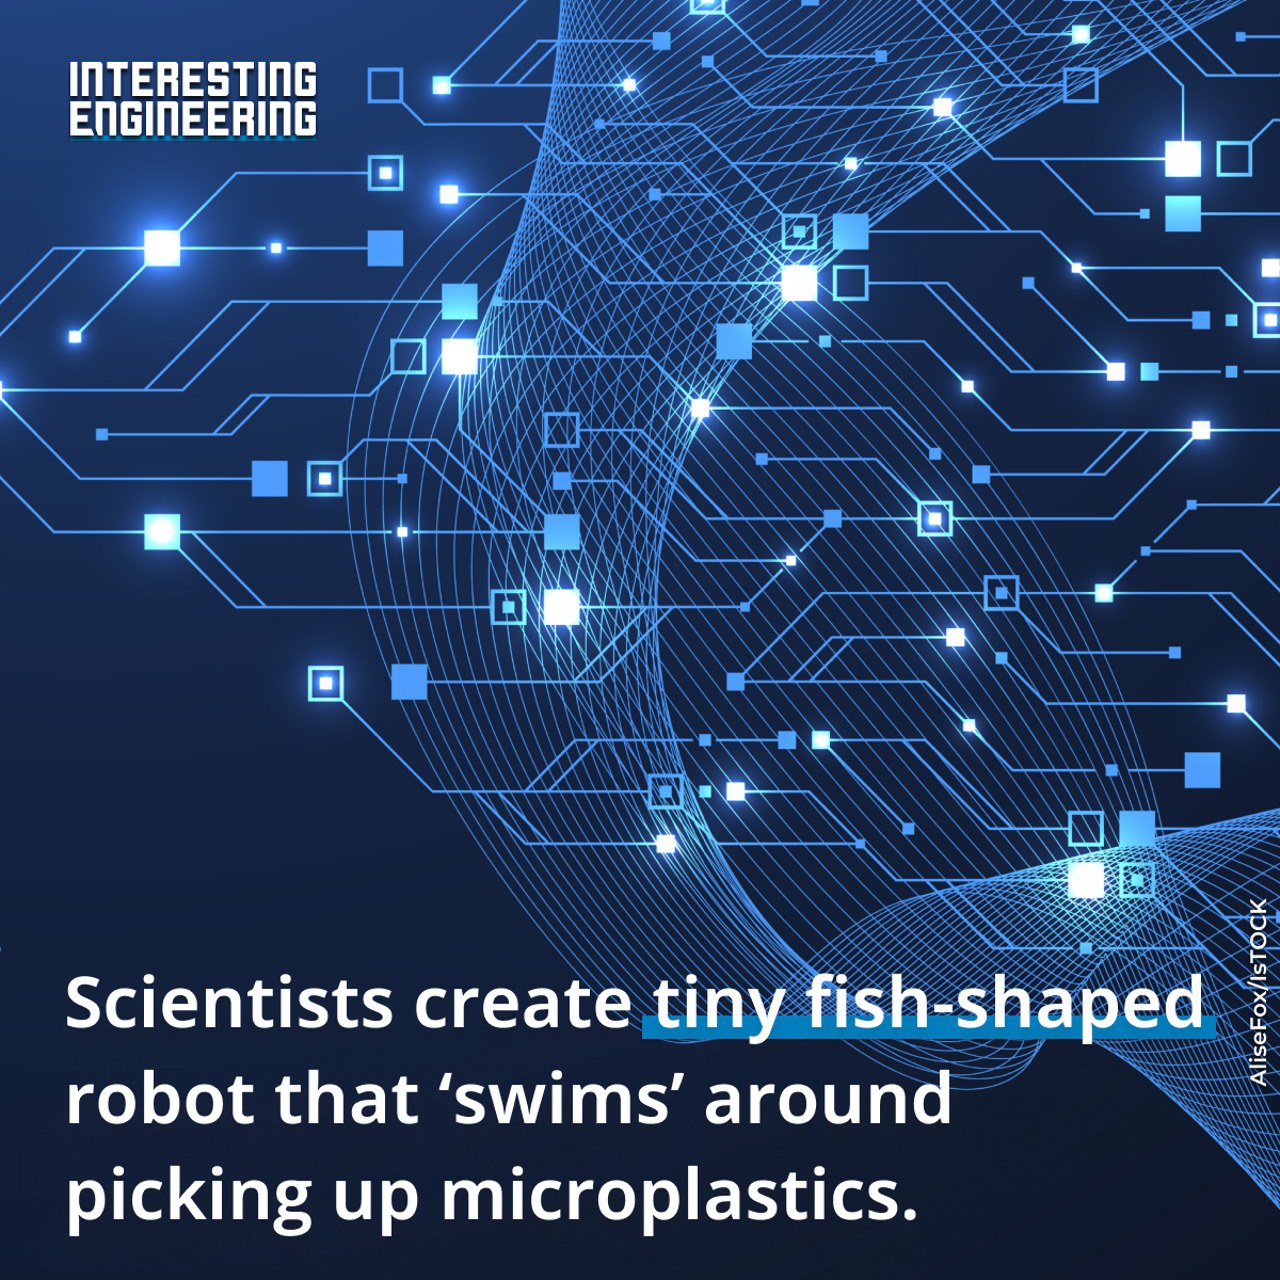 INTERESTING
ENGINEERING
Scientists create tiny fish-shaped
robot that ‘swims’ around
picking up microplastics.
AliseFox/IsTOCK